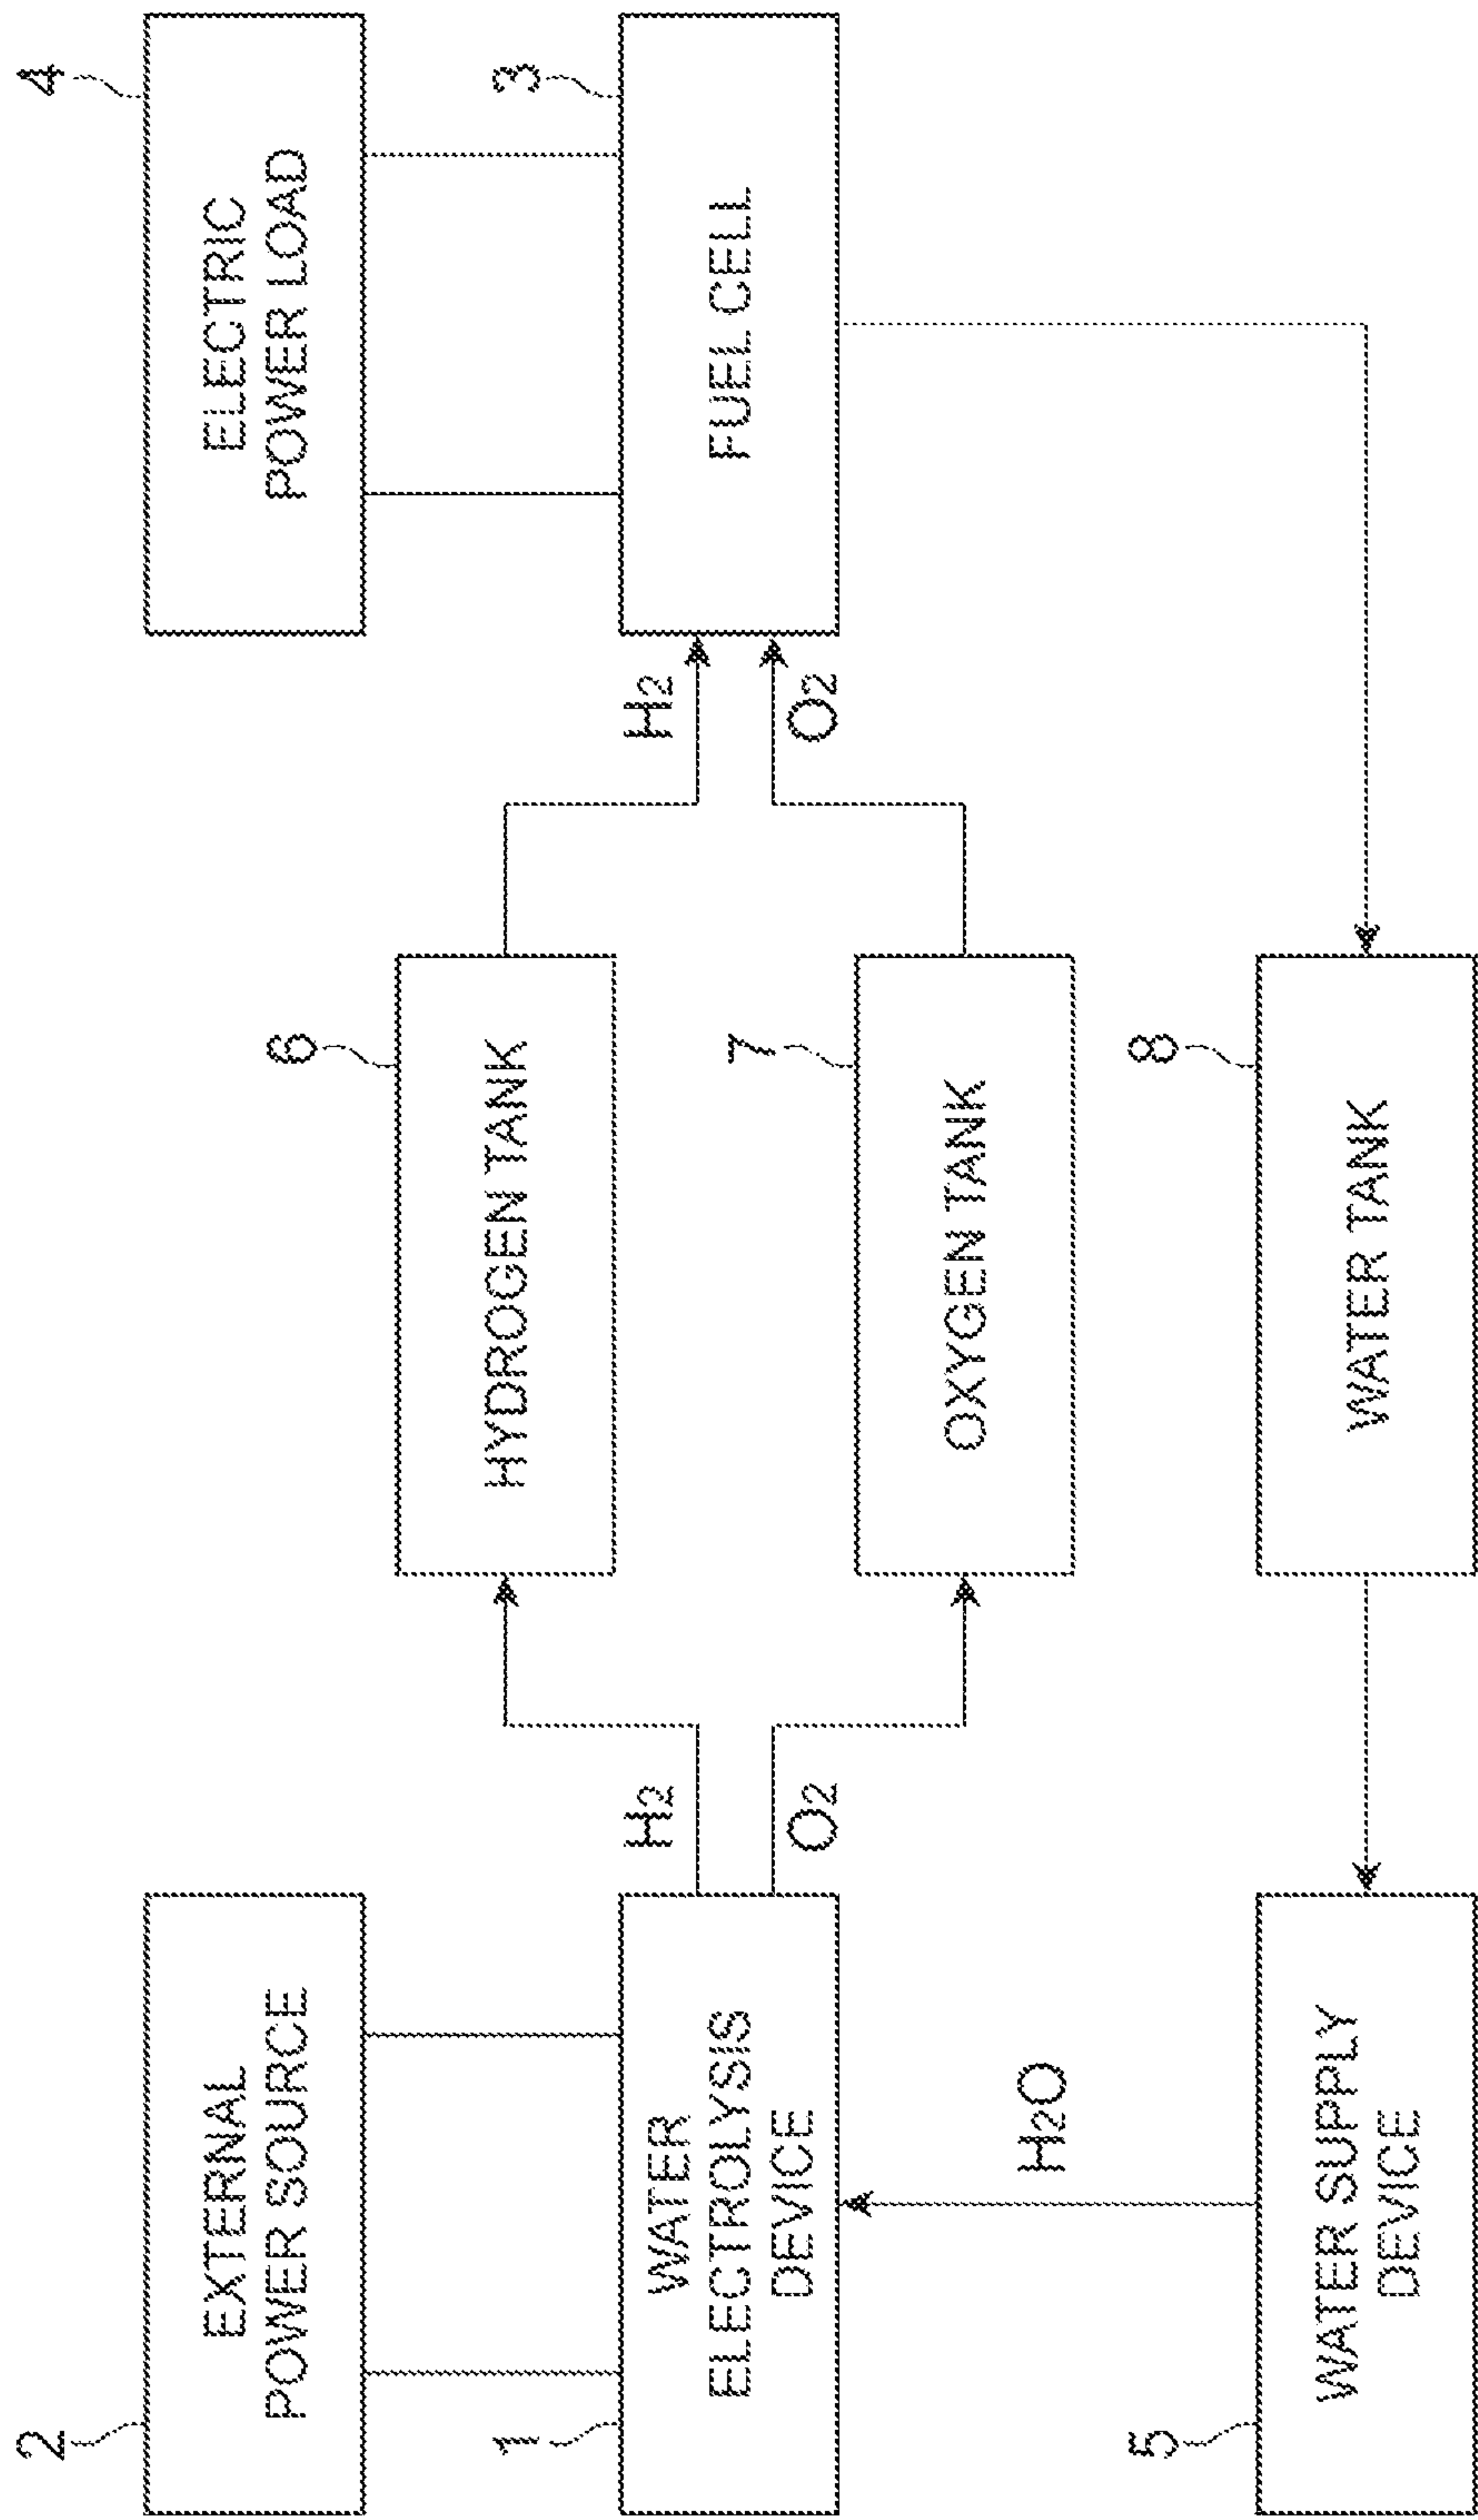 2
EXTERNAL
POWER SOURCE
4
ELECTRIC
POWER LOAD
6
HYDROGEN TANK
1
WATER
ELECTROLYSIS
DEVICE
H2
O2
H2
O2
3
FUEL CELL
7
OXYGEN TANK
H2O
5
WATER SUPPLY
DEVICE
8
WATER TANK